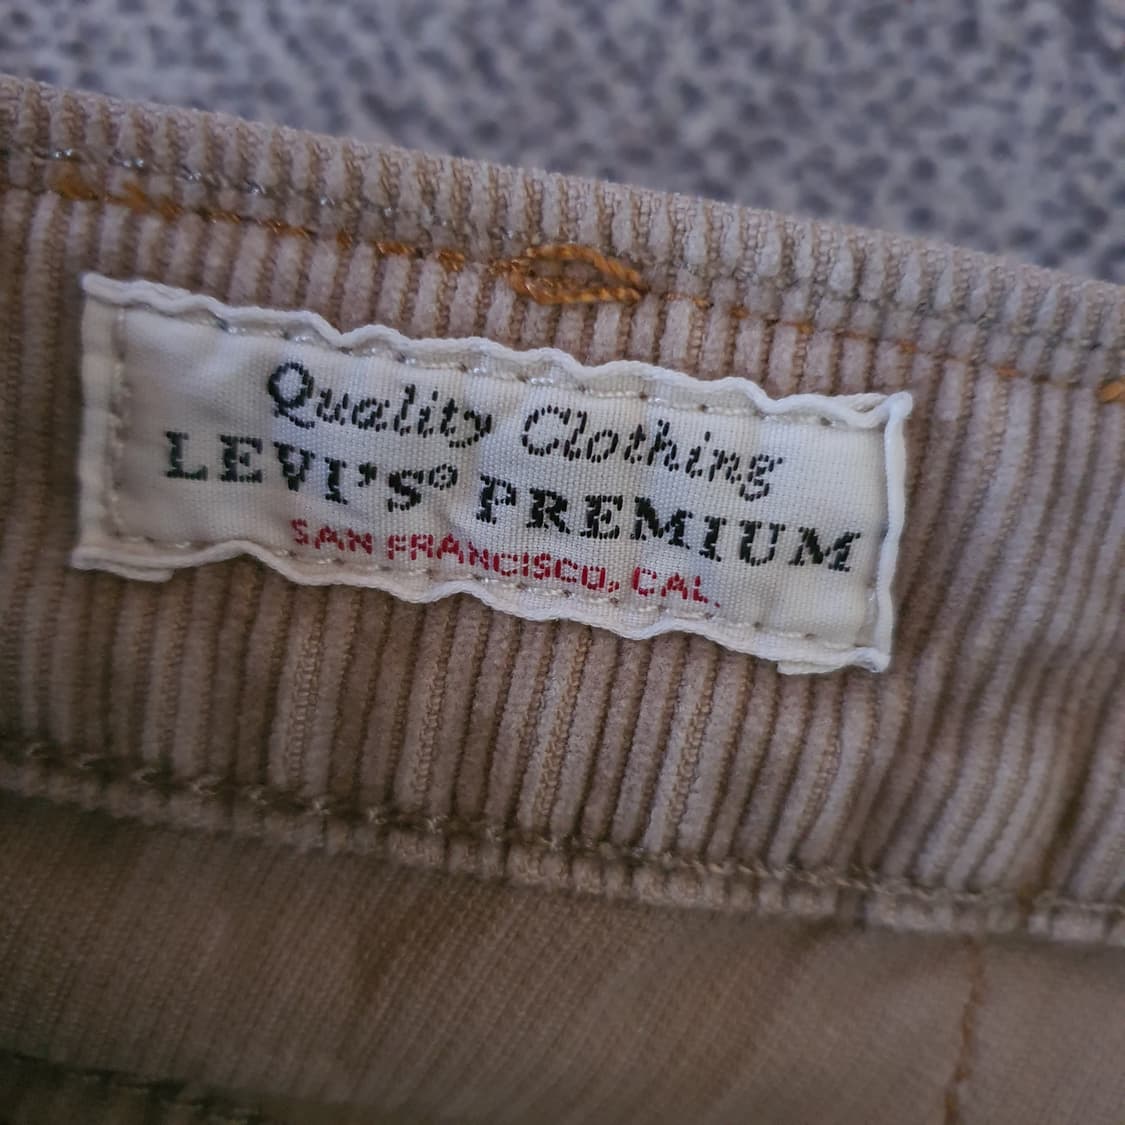 Quality Clothing
LEVI'S® PREMIUM
SAN FRANCISCO, CAL.